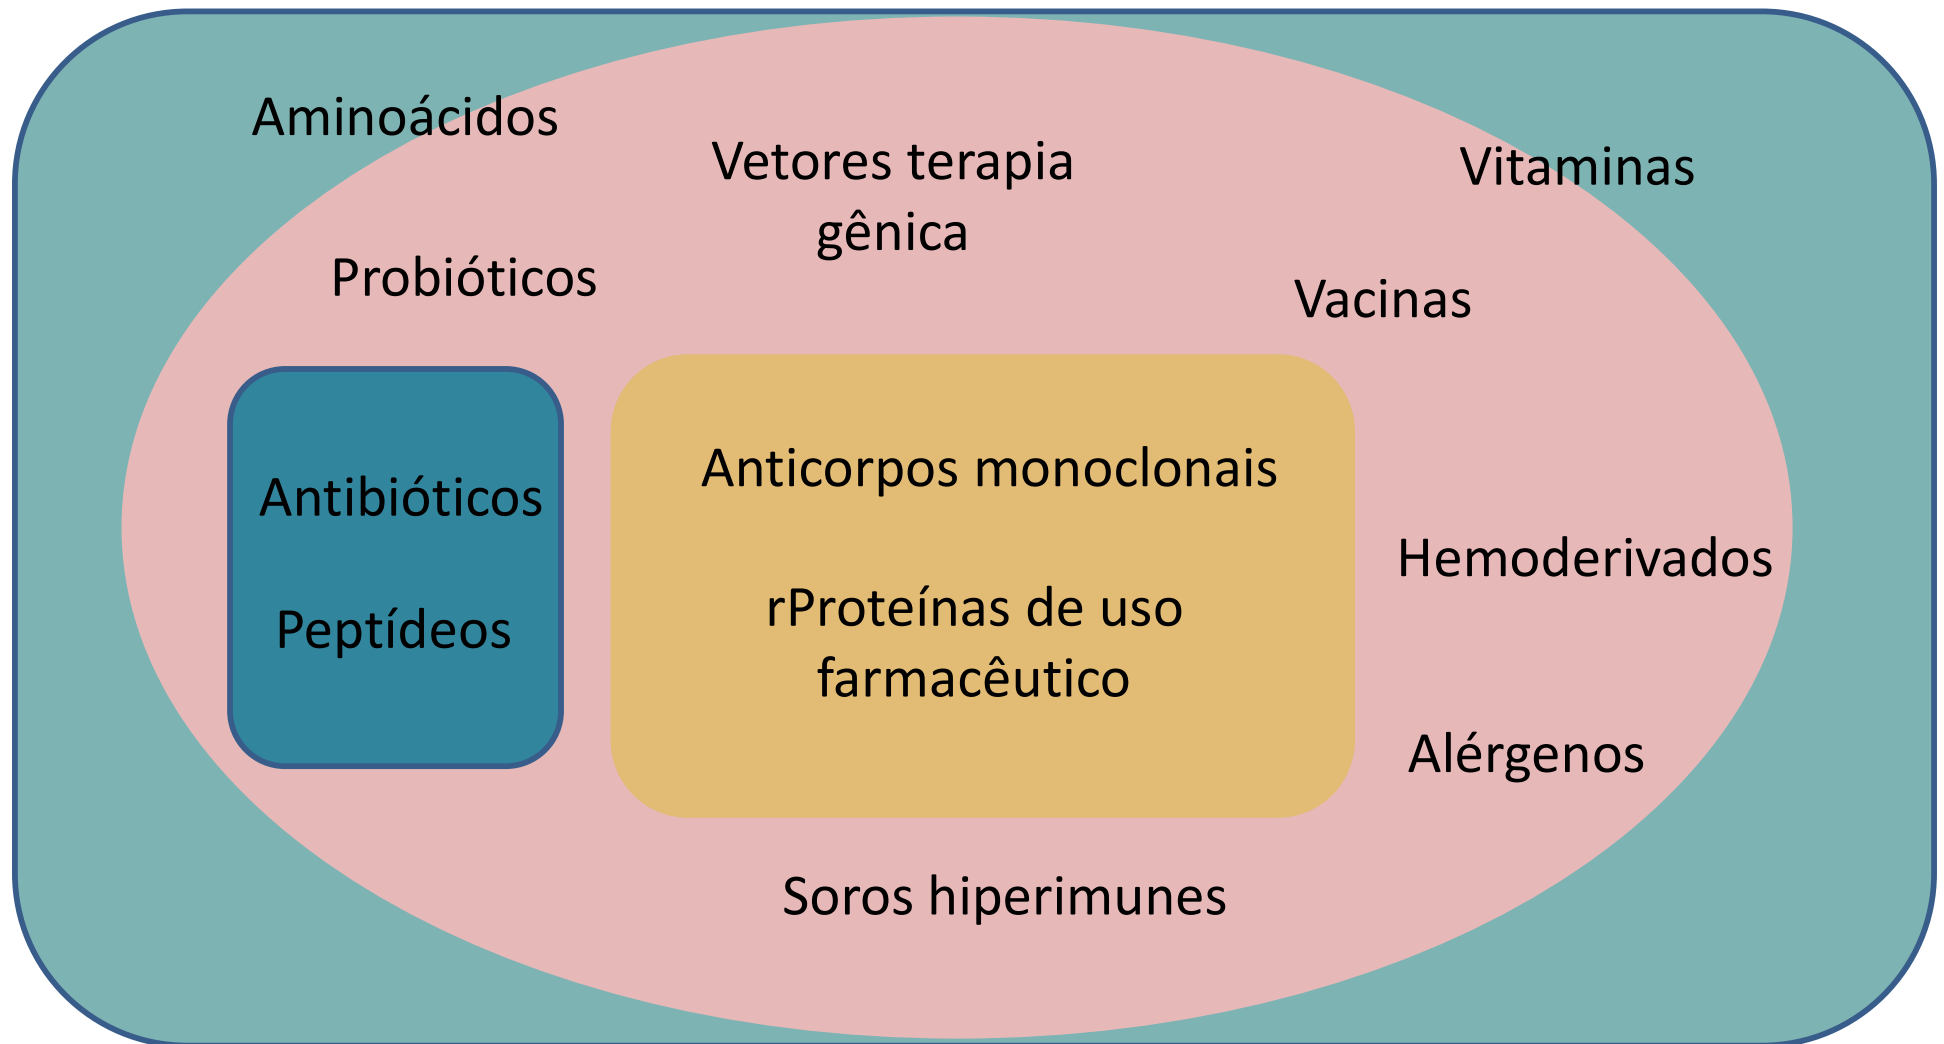 Aminoácidos
Vetores terapia
gênica
Vitaminas
Probióticos
Vacinas
Antibióticos
Peptídeos
Anticorpos monoclonais
rProteínas de uso
farmacêutico
Hemoderivados
Alérgenos
Soros hiperimunes